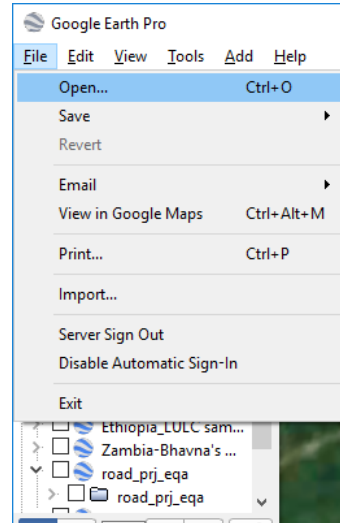 Google Earth Pro
File Edit View Tools Add Help
Open... Ctrl+O
Save
Revert
Email
View in Google Maps Ctrl+Alt+M
Print... Ctrl+P
Import...
Server Sign Out
Disable Automatic Sign-In
Exit
Ethiopia_LULC sam...
Zambia-Bhavna's ...
road_prj_eqa
road_prj_eqa